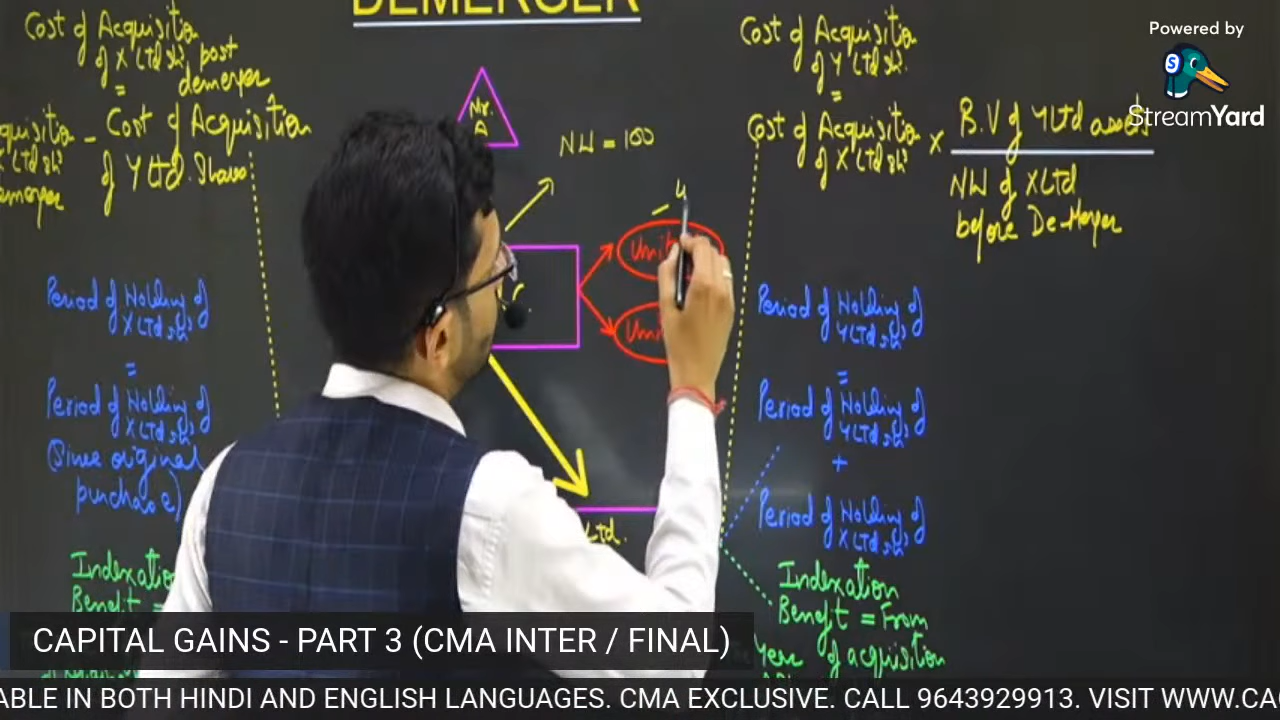 DEMERGER
Cost of Acquisition
of X Ltd sh. post
demerger
=
Cost of Acquisition
of Y Ltd. Shares
Mr.
A
NW = 100
Unit
Unit
Ltd.
Period of Holding of
X Ltd sh.
=
Period of Holding of
X Ltd sh.
(Since original
purchase)
Indexation
Benefit =
Cost of Acquisition
of Y Ltd sh.
=
Cost of Acquisition
of X Ltd sh. × B.V of Y Ltd assets
NW of X Ltd
before De-Merger
Period of Holding of
Y Ltd sh.
=
Period of Holding of
Y Ltd sh.
+
Period of Holding of
X Ltd sh.
Indexation
Benefit = From
Year of acquisition
Powered by
S
StreamYard
CAPITAL GAINS - PART 3 (CMA INTER / FINAL)
ABLE IN BOTH HINDI AND ENGLISH LANGUAGES. CMA EXCLUSIVE. CALL 9643929913. VISIT WWW.CA